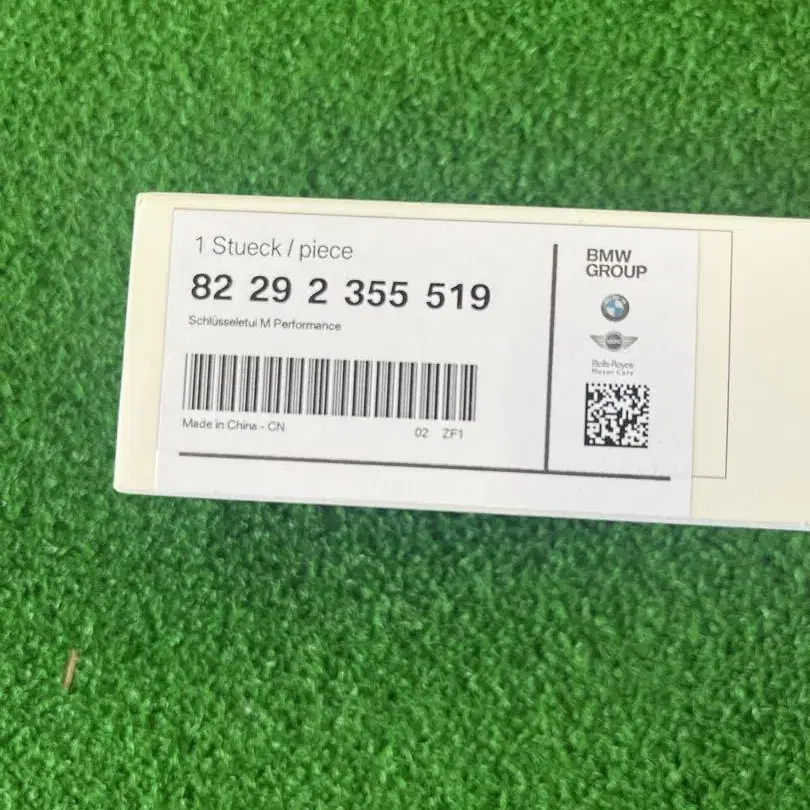 1 Stueck / piece
82 29 2 355 519
Schlüsseletui M Performance
Made in China - CN
02 ZF1
BMW
GROUP
Rolls-Royce
Motor Cars